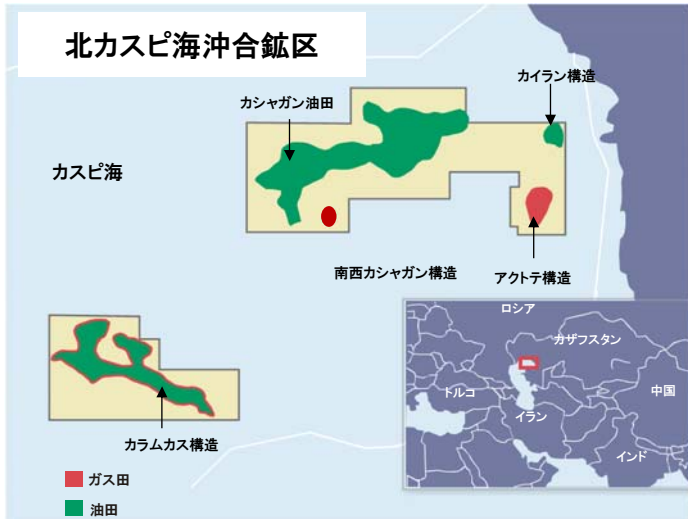 北カスピ海沖合鉱区
カイラン構造
カシャガン油田
カスピ海
南西カシャガン構造
アクトテ構造
ロシア
カザフスタン
トルコ
中国
イラン
インド
カラムカス構造
ガス田
油田